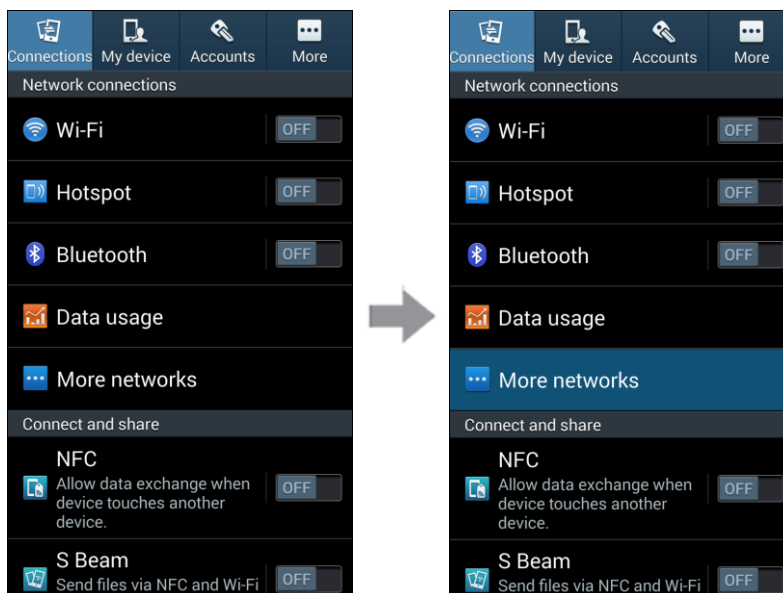 Connections My device Accounts More
Network connections
Wi-Fi OFF
Hotspot OFF
Bluetooth OFF
Data usage
More networks
Connect and share
NFC
Allow data exchange when
device touches another
device.
OFF
S Beam
Send files via NFC and Wi-Fi OFF
Connections My device Accounts More
Network connections
Wi-Fi OFF
Hotspot OFF
Bluetooth OFF
Data usage
More networks
Connect and share
NFC
Allow data exchange when
device touches another
device.
OFF
S Beam
Send files via NFC and Wi-Fi OFF